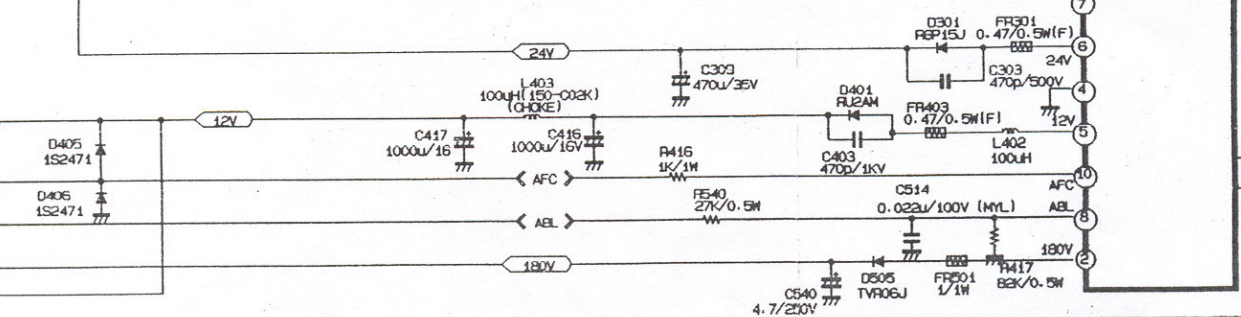 7
D301
RGP15J
FR301
0.47/0.5W(F)
6
24V
24V
C309
470u/35V
C303
470p/500V
4
L403
100uH(150-C02K)
(CHOKE)
D401
RU2AM
FR403
0.47/0.5W(F)
12V
12V
5
D405
1S2471
C417
1000u/16
C416
1000u/16V
C403
470p/1KV
L402
100uH
R416
1K/1W
AFC
10
AFC
D406
1S2471
R540
27K/0.5W
C514
0.022u/100V (MYL)
ABL
ABL
8
180V
180V
2
C540
4.7/250V
D505
TVR06J
FR501
1/1W
R417
82K/0.5W